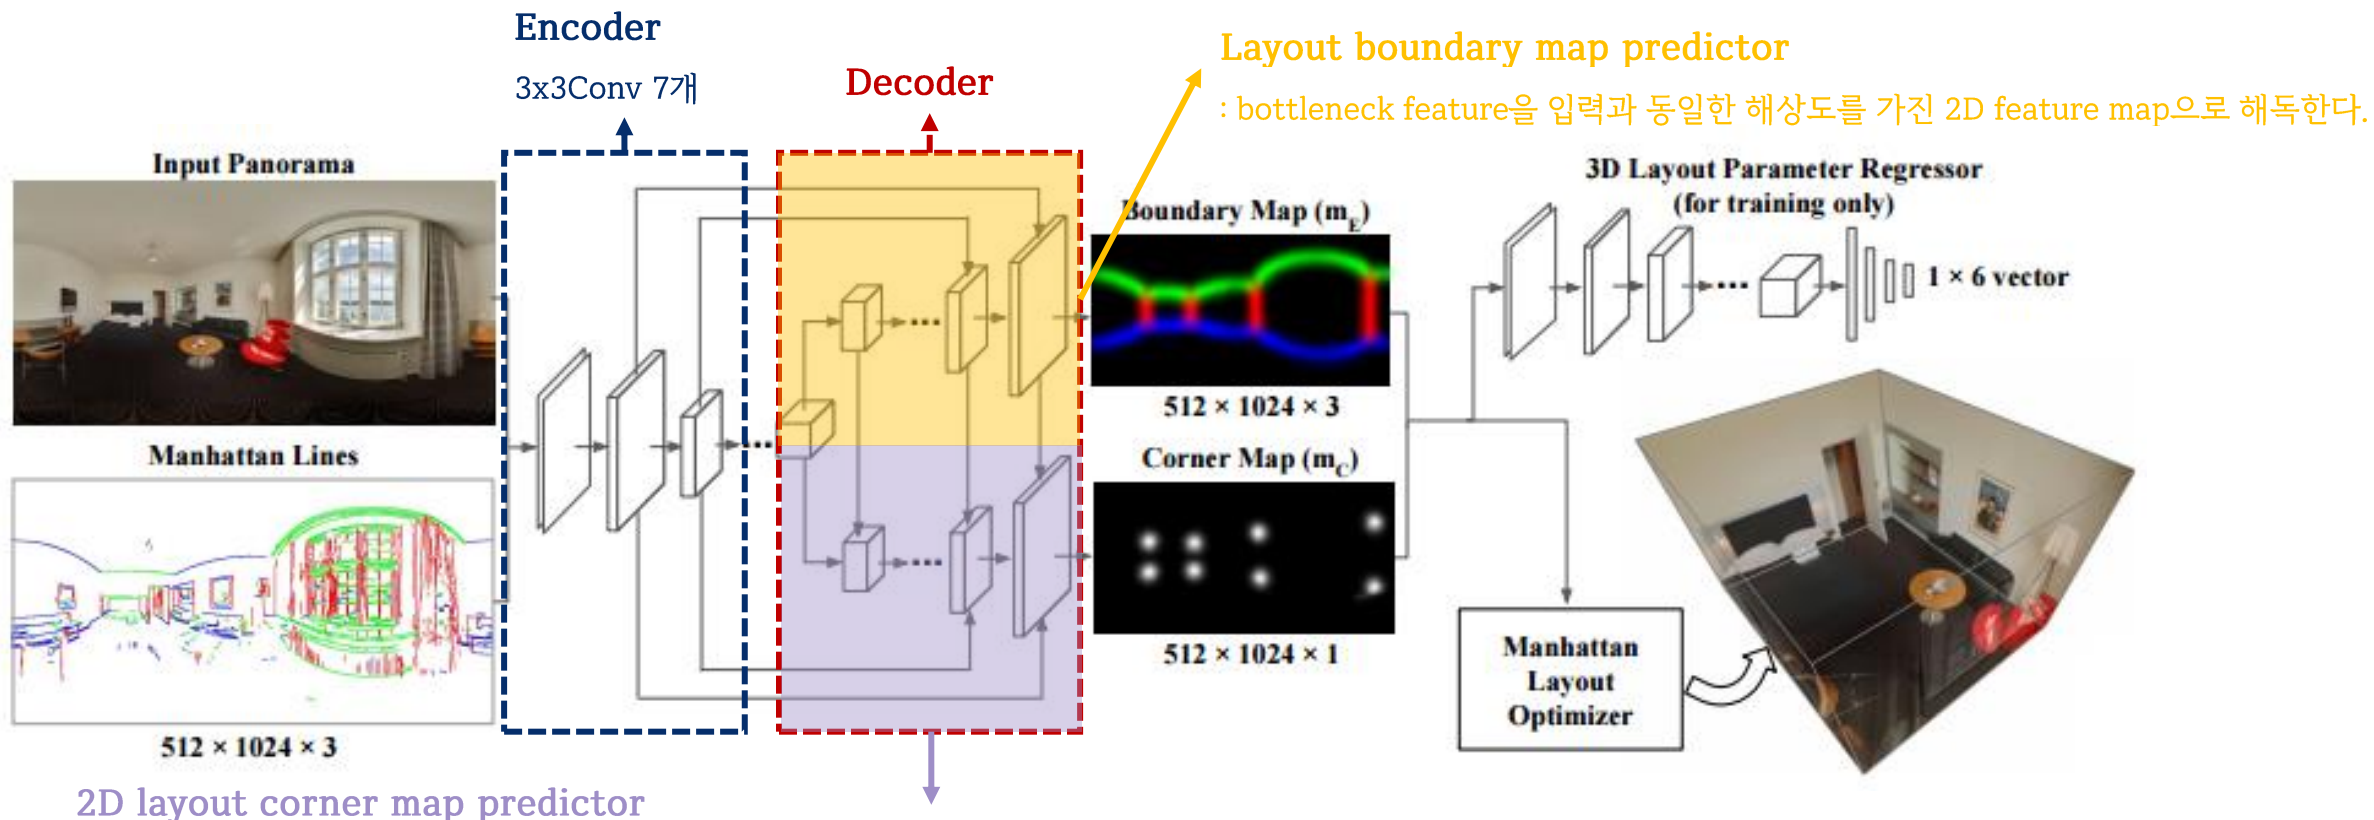 Encoder
3x3Conv 7개
Decoder
Layout boundary map predictor
: bottleneck feature을 입력과 동일한 해상도를 가진 2D feature map으로 해독한다.
Input Panorama
Boundary Map (mE)
3D Layout Parameter Regressor
(for training only)
1 × 6 vector
512 × 1024 × 3
Manhattan Lines
Corner Map (mC)
512 × 1024 × 1
Manhattan
Layout
Optimizer
512 × 1024 × 3
2D layout corner map predictor